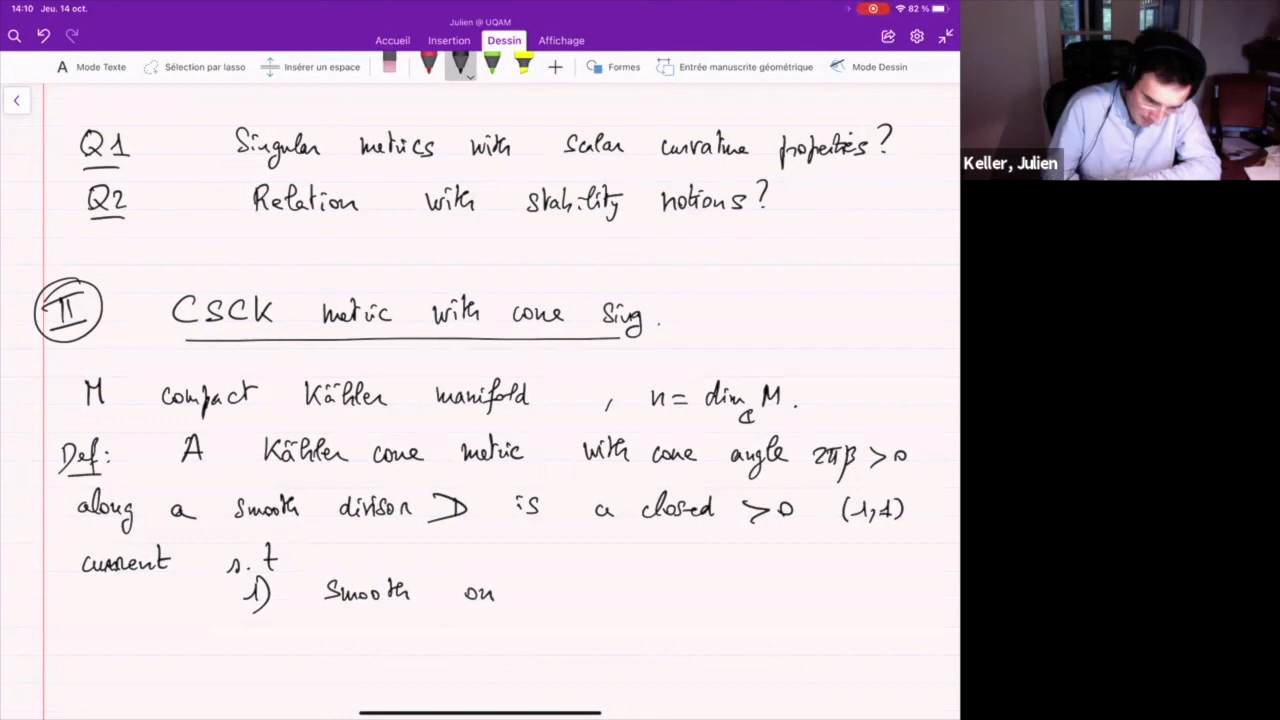 14:10 Jeu. 14 oct.
82 %
Julien @ UQAM
Accueil Insertion Dessin Affichage
A Mode Texte Sélection par lasso Insérer un espace Formes Entrée manuscrite géométrique Mode Dessin
Q1 Singular metrics with scalar curvature properties?
Q2 Relation with stability notions?
II CSCK metric with cone sing.
M compact Kähler manifold, n = dim_ℂ M.
Def: A Kähler cone metric with cone angle 2πβ > 0
along a smooth divisor D is a closed > 0 (1,1)
current s.t
1) smooth on
Keller, Julien